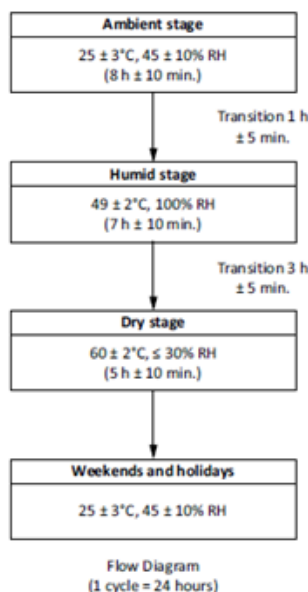 Ambient stage
25 ± 3°C, 45 ± 10% RH
(8 h ± 10 min.)
Transition 1 h
± 5 min.
Humid stage
49 ± 2°C, 100% RH
(7 h ± 10 min.)
Transition 3 h
± 5 min.
Dry stage
60 ± 2°C, ≤ 30% RH
(5 h ± 10 min.)
Weekends and holidays
25 ± 3°C, 45 ± 10% RH
Flow Diagram
(1 cycle = 24 hours)